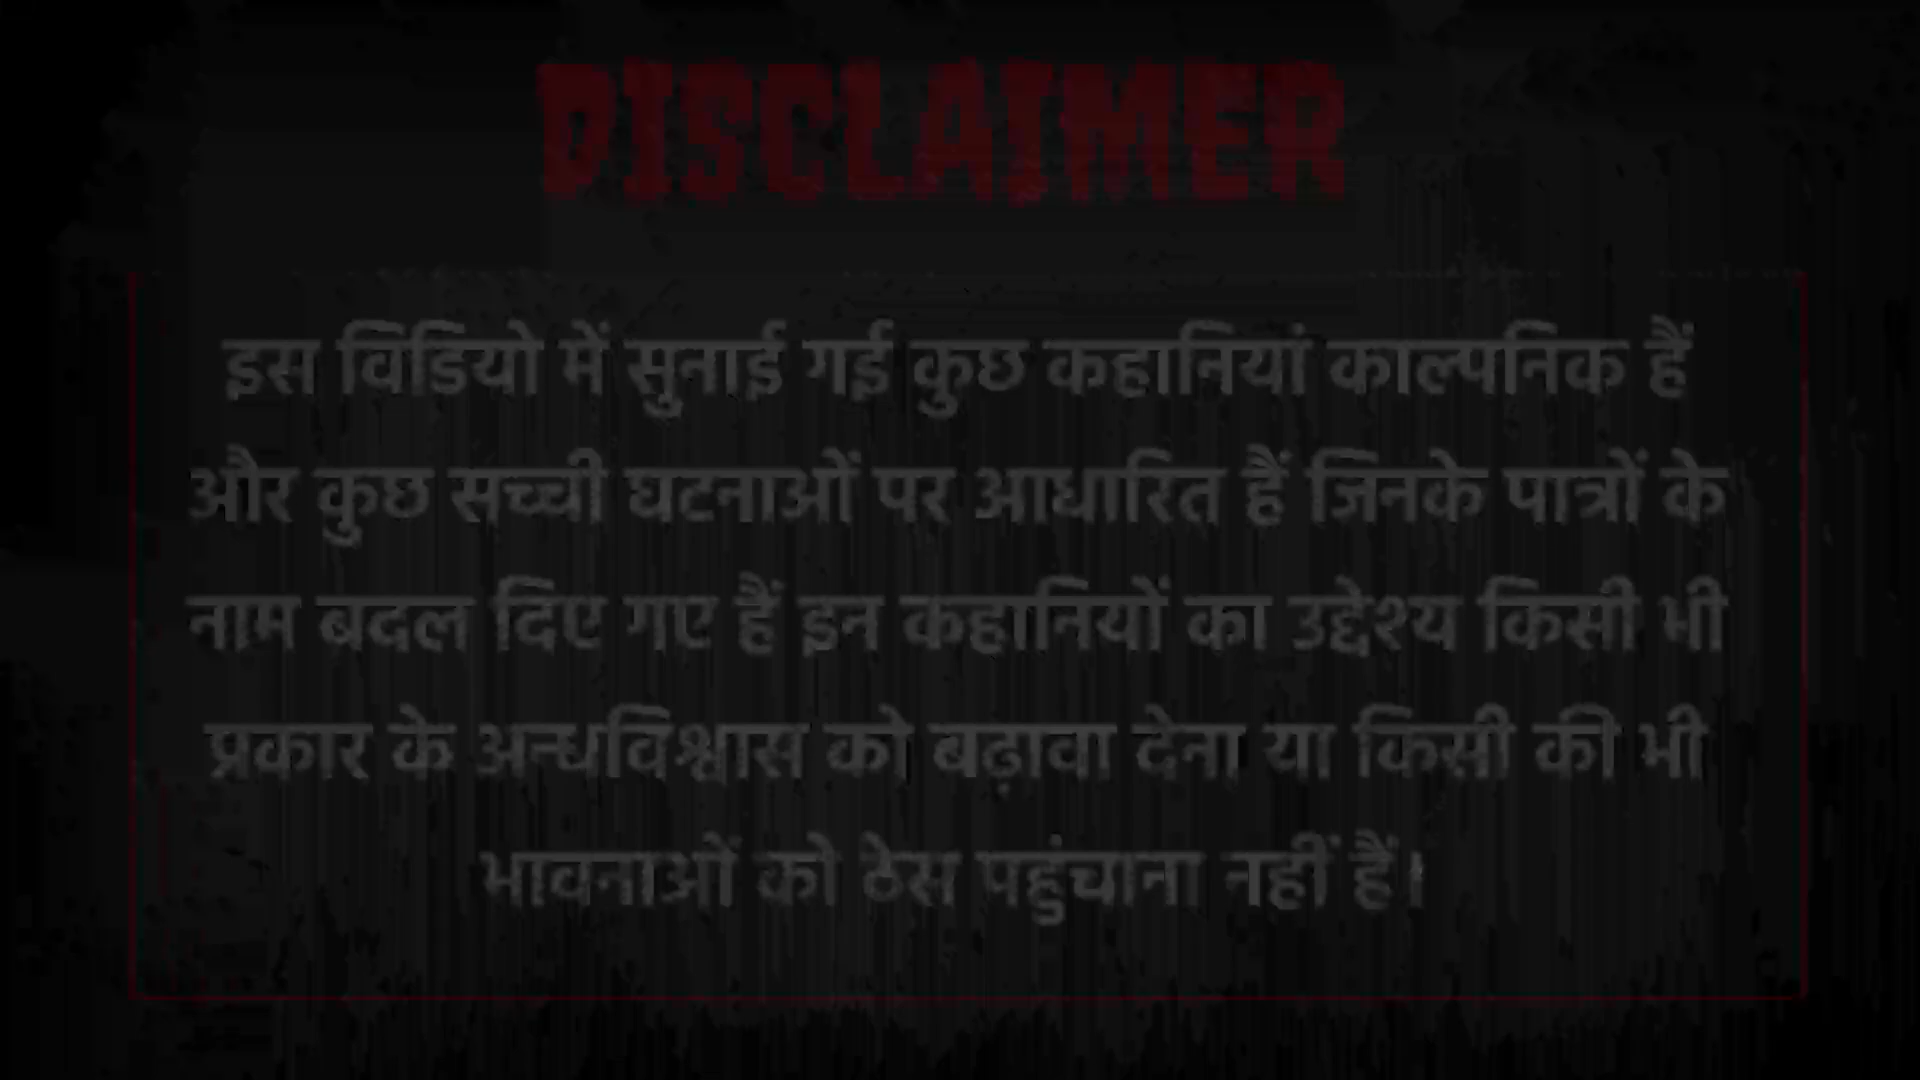 DISCLAIMER
इस विडियो में सुनाई गई कुछ कहानियां काल्पनिक हैं
और कुछ सच्ची घटनाओं पर आधारित हैं जिनके पात्रों के
नाम बदल दिए गए हैं इन कहानियों का उद्देश्य किसी भी
प्रकार के अन्धविश्वास को बढ़ावा देना या किसी की भी
भावनाओं को ठेस पहुंचाना नहीं हैं।